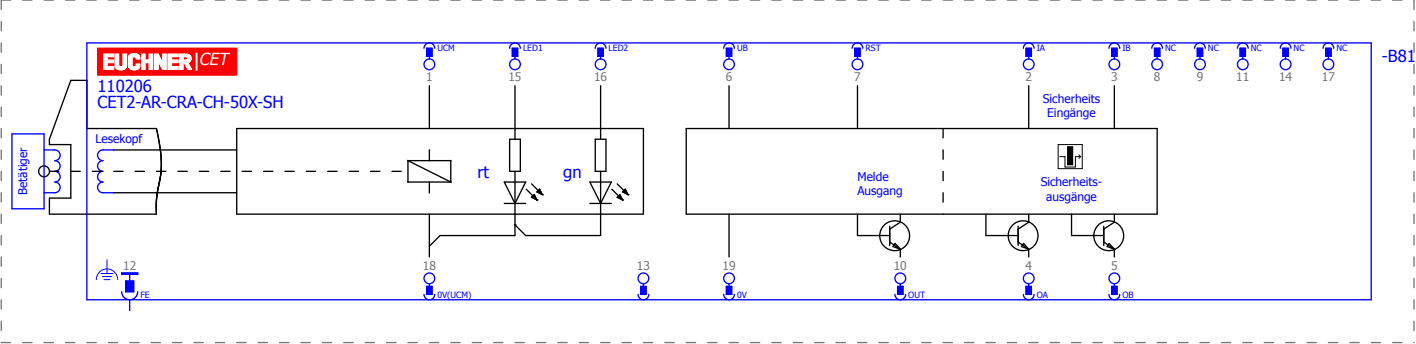 UCM LED1 LED2 UB RST IA IB NC NC NC NC NC
-B81
EUCHNER CET
1 15 16 6 7 2 3 8 9 11 14 17
110206
CET2-AR-CRA-CH-50X-SH
Sicherheits
Eingänge
Lesekopf
Betätiger
rt gn
Melde
Ausgang
Sicherheits-
ausgänge
12 18 13 19 10 4 5
FE 0V(UCM) 0V OUT OA OB